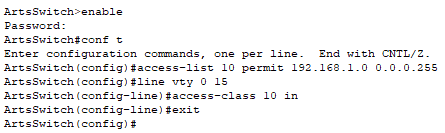 ArtsSwitch>enable
Password:
ArtsSwitch#conf t
Enter configuration commands, one per line.  End with CNTL/Z.
ArtsSwitch(config)#access-list 10 permit 192.168.1.0 0.0.0.255
ArtsSwitch(config)#line vty 0 15
ArtsSwitch(config-line)#access-class 10 in
ArtsSwitch(config-line)#exit
ArtsSwitch(config)#